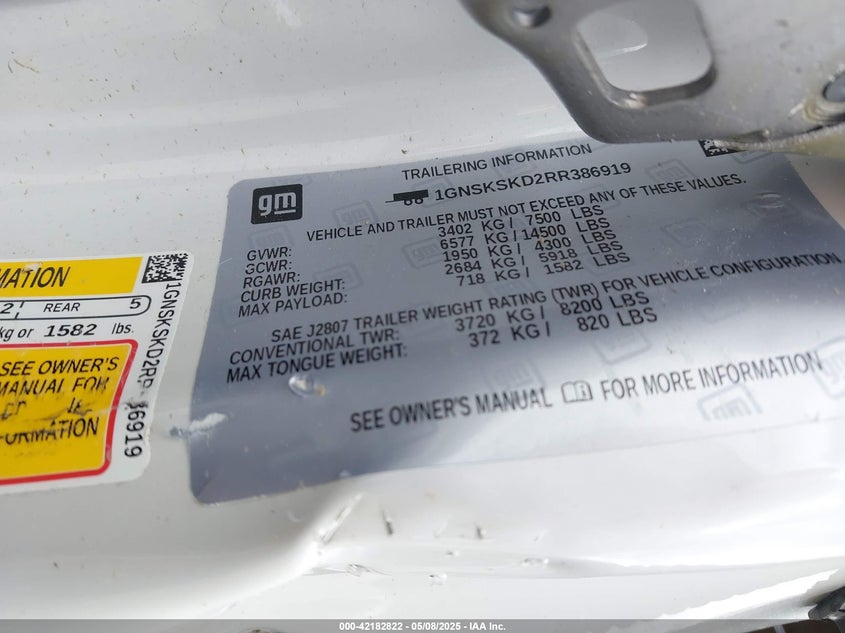 TRAILERING INFORMATION
gm
1GNSKSKD2RR386919
VEHICLE AND TRAILER MUST NOT EXCEED ANY OF THESE VALUES.
GVWR: 3402 KG / 7500 LBS
GCWR: 6577 KG / 14500 LBS
RGAWR: 1950 KG / 4300 LBS
CURB WEIGHT: 2684 KG / 5918 LBS
MAX PAYLOAD: 718 KG / 1582 LBS
SAE J2807 TRAILER WEIGHT RATING (TWR) FOR VEHICLE CONFIGURATION
CONVENTIONAL TWR: 3720 KG / 8200 LBS
MAX TONGUE WEIGHT: 372 KG / 820 LBS
SEE OWNER'S MANUAL FOR MORE INFORMATION
MATION
2 REAR 5
kg or 1582 lbs.
SEE OWNER'S
MANUAL FOR
ORMATION
1GNSKSKD2R 6919
000-42182822 - 05/08/2025 - IAA Inc.